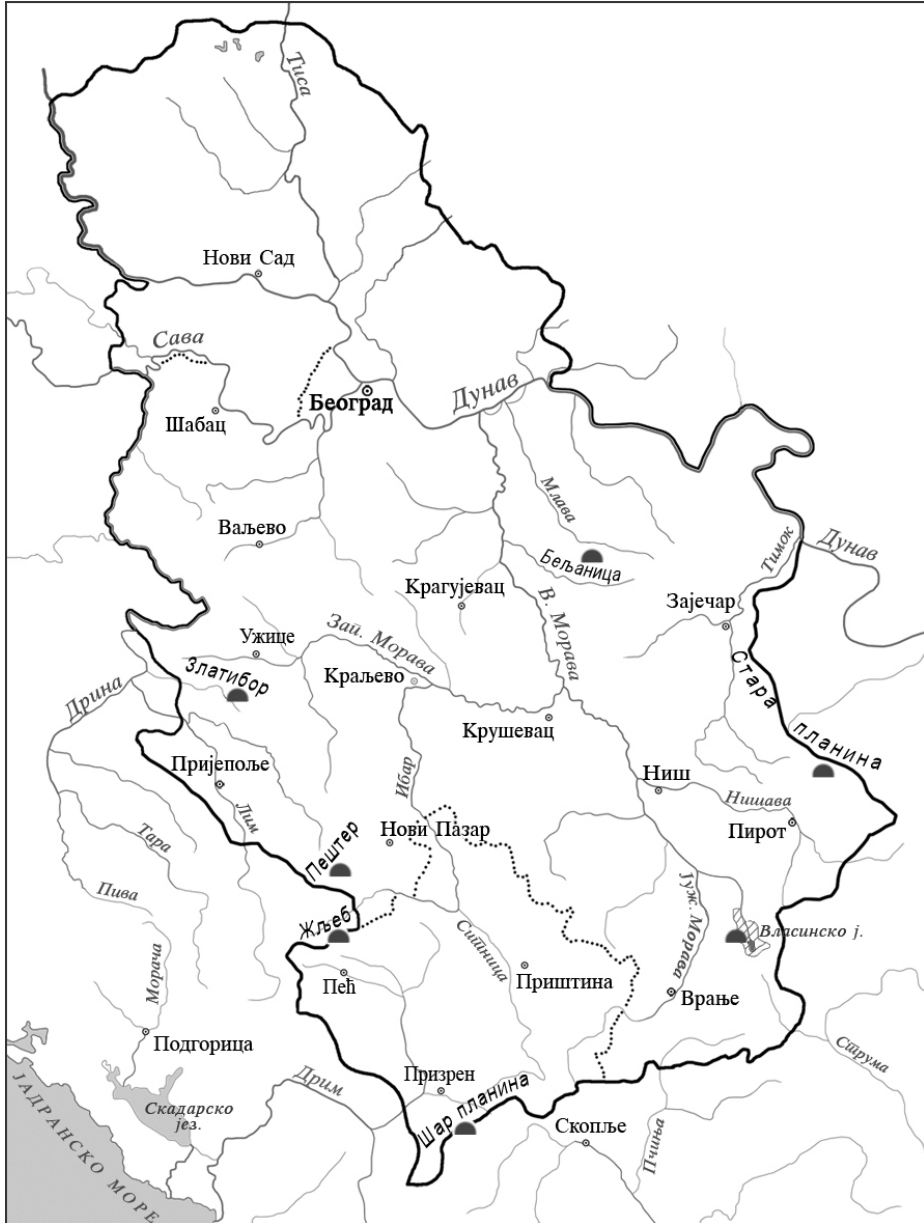 Тиса
Нови Сад
Сава
Београд
Дунав
Шабац
Млава
Ваљево
Бељаница
Тимок
Дунав
Крагујевац
В. Морава
Зајечар
Ужице
Зап. Морава
Златибор
Краљево
Стара
планина
Дрина
Крушевац
Пријепоље
Ибар
Ниш
Нишава
Лим
Нови Пазар
Пирот
Тара
Пештер
Пива
Јуж. Морава
Жљеб
Ситница
Власинско ј.
Морача
Пећ
Приштина
Врање
Подгорица
Струма
Дрим
Призрен
Скадарско
јез.
Шар планина
Скопље
Пчиња
ЈАДРАНСКО МОРЕ